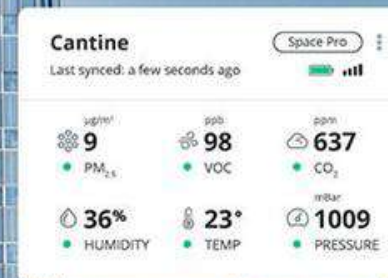 Cantine
Space Pro
Last synced: a few seconds ago
µg/m³ ppb ppm
9 98 637
PM2.5 VOC CO2
mBar
36% 23° 1009
HUMIDITY TEMP PRESSURE